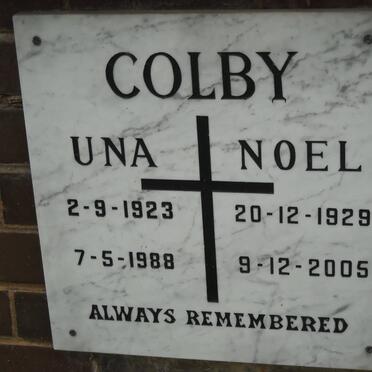 COLBY
UNA NOEL
2-9-1923 20-12-1929
7-5-1988 9-12-2005
ALWAYS REMEMBERED